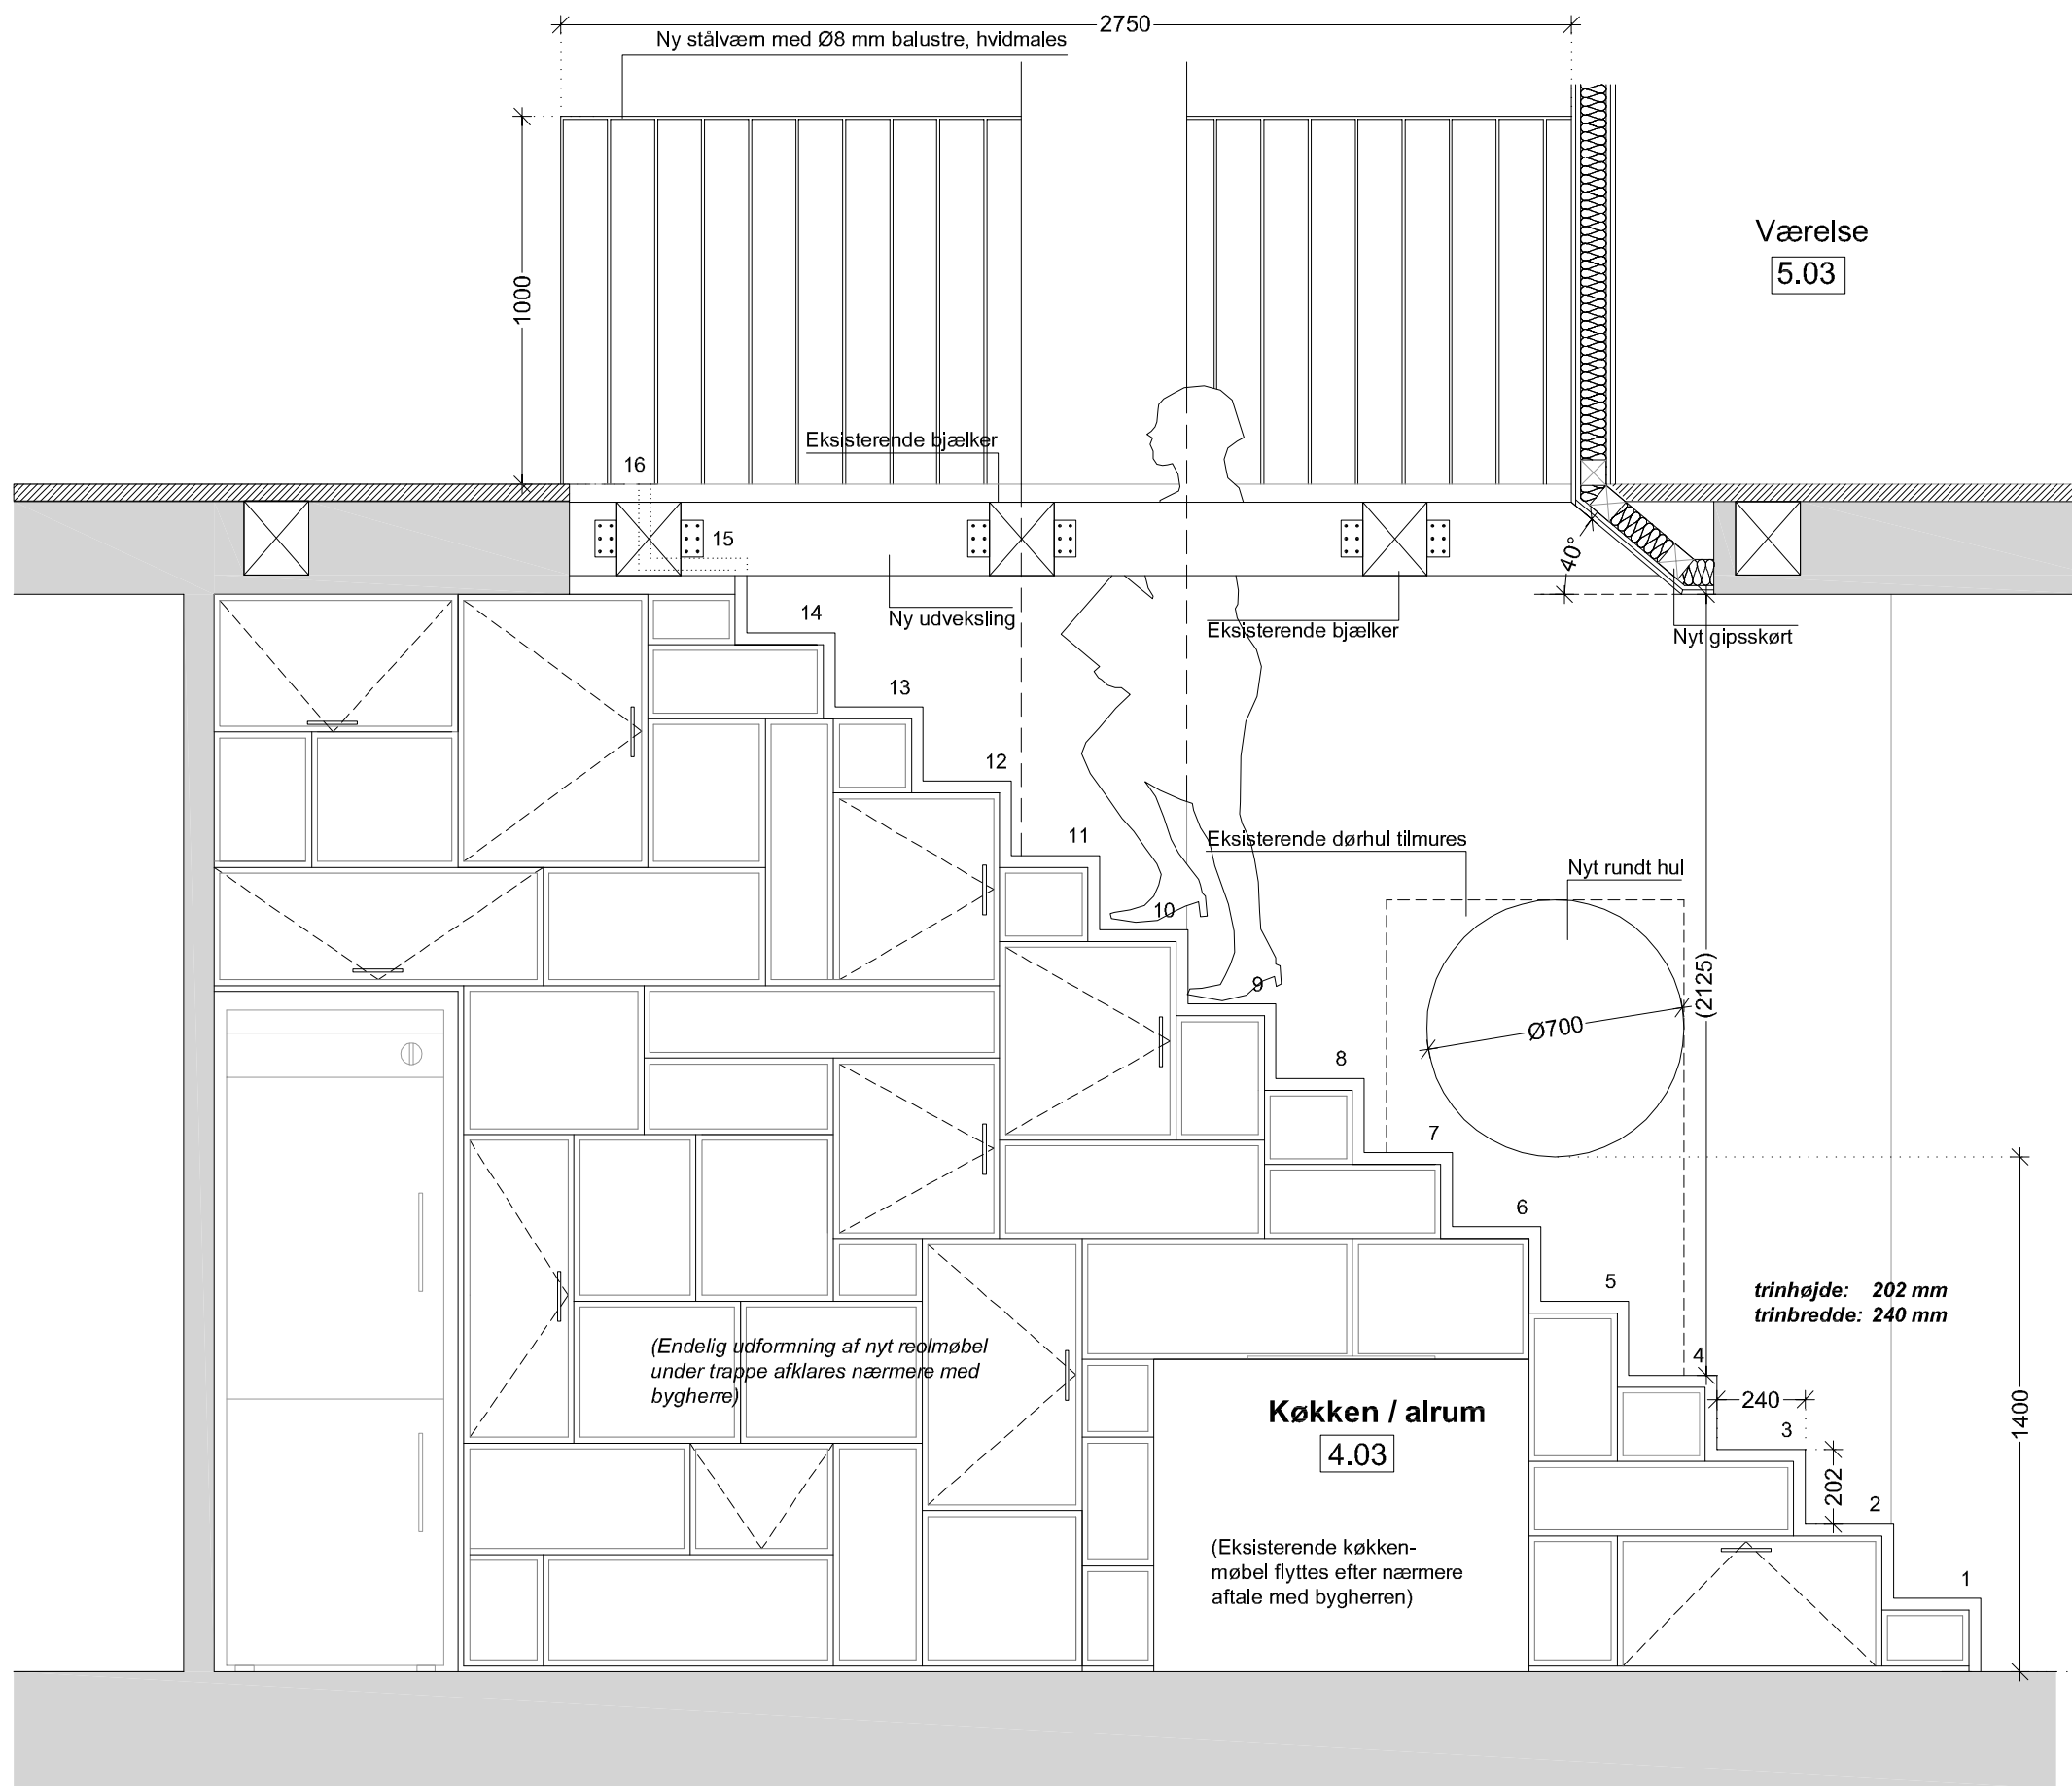 2750
Ny stålværn med Ø8 mm balustre, hvidmales
Værelse
5.03
1000
Eksisterende bjælker
16
15
40°
14
Ny udveksling
Eksisterende bjælker
Nyt gipsskørt
13
12
11
Eksisterende dørhul tilmures
Nyt rundt hul
10
9
(2125)
Ø700
8
7
6
5
trinhøjde: 202 mm
trinbredde: 240 mm
(Endelig udformning af nyt reolmøbel
under trappe afklares nærmere med
bygherre)
4
240
Køkken / alrum
4.03
3
1400
202
2
(Eksisterende køkken-
møbel flyttes efter nærmere
aftale med bygherren)
1